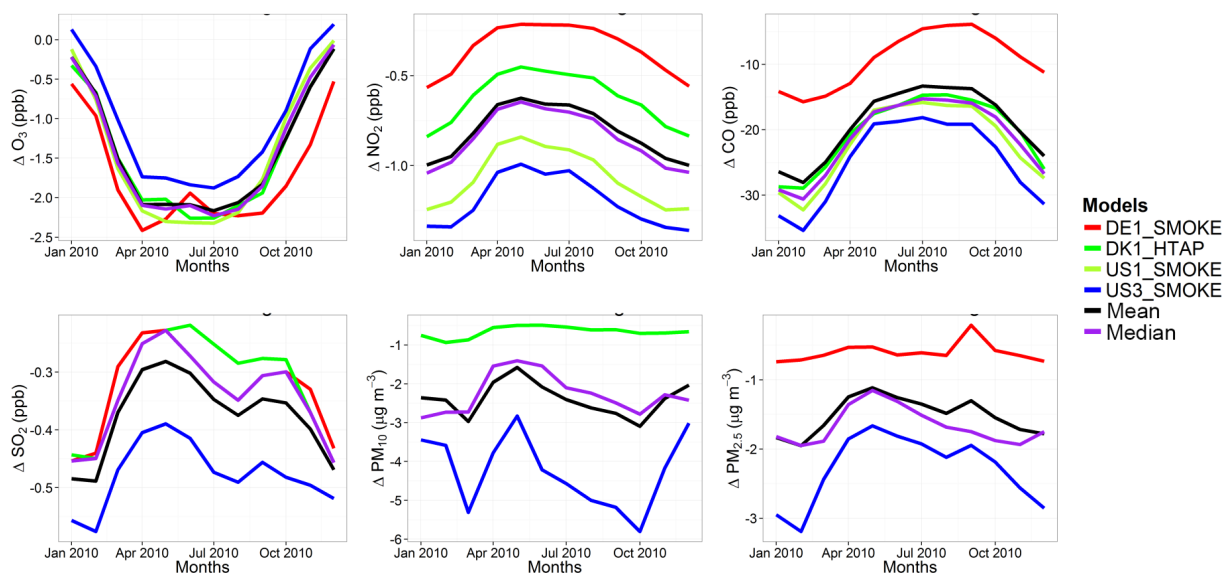 Δ O₃ (ppb)
0.0
-0.5
-1.0
-1.5
-2.0
-2.5
Jan 2010 Apr 2010 Jul 2010 Oct 2010
Months
Δ NO₂ (ppb)
-0.5
-1.0
Jan 2010 Apr 2010 Jul 2010 Oct 2010
Months
Δ CO (ppb)
-10
-20
-30
Jan 2010 Apr 2010 Jul 2010 Oct 2010
Months
Models
DE1_SMOKE
DK1_HTAP
US1_SMOKE
US3_SMOKE
Mean
Median
Δ SO₂ (ppb)
-0.3
-0.4
-0.5
Jan 2010 Apr 2010 Jul 2010 Oct 2010
Months
Δ PM₁₀ (µg m⁻³)
0
-1
-2
-3
-4
-5
-6
Jan 2010 Apr 2010 Jul 2010 Oct 2010
Months
Δ PM₂.₅ (µg m⁻³)
-1
-2
-3
Jan 2010 Apr 2010 Jul 2010 Oct 2010
Months